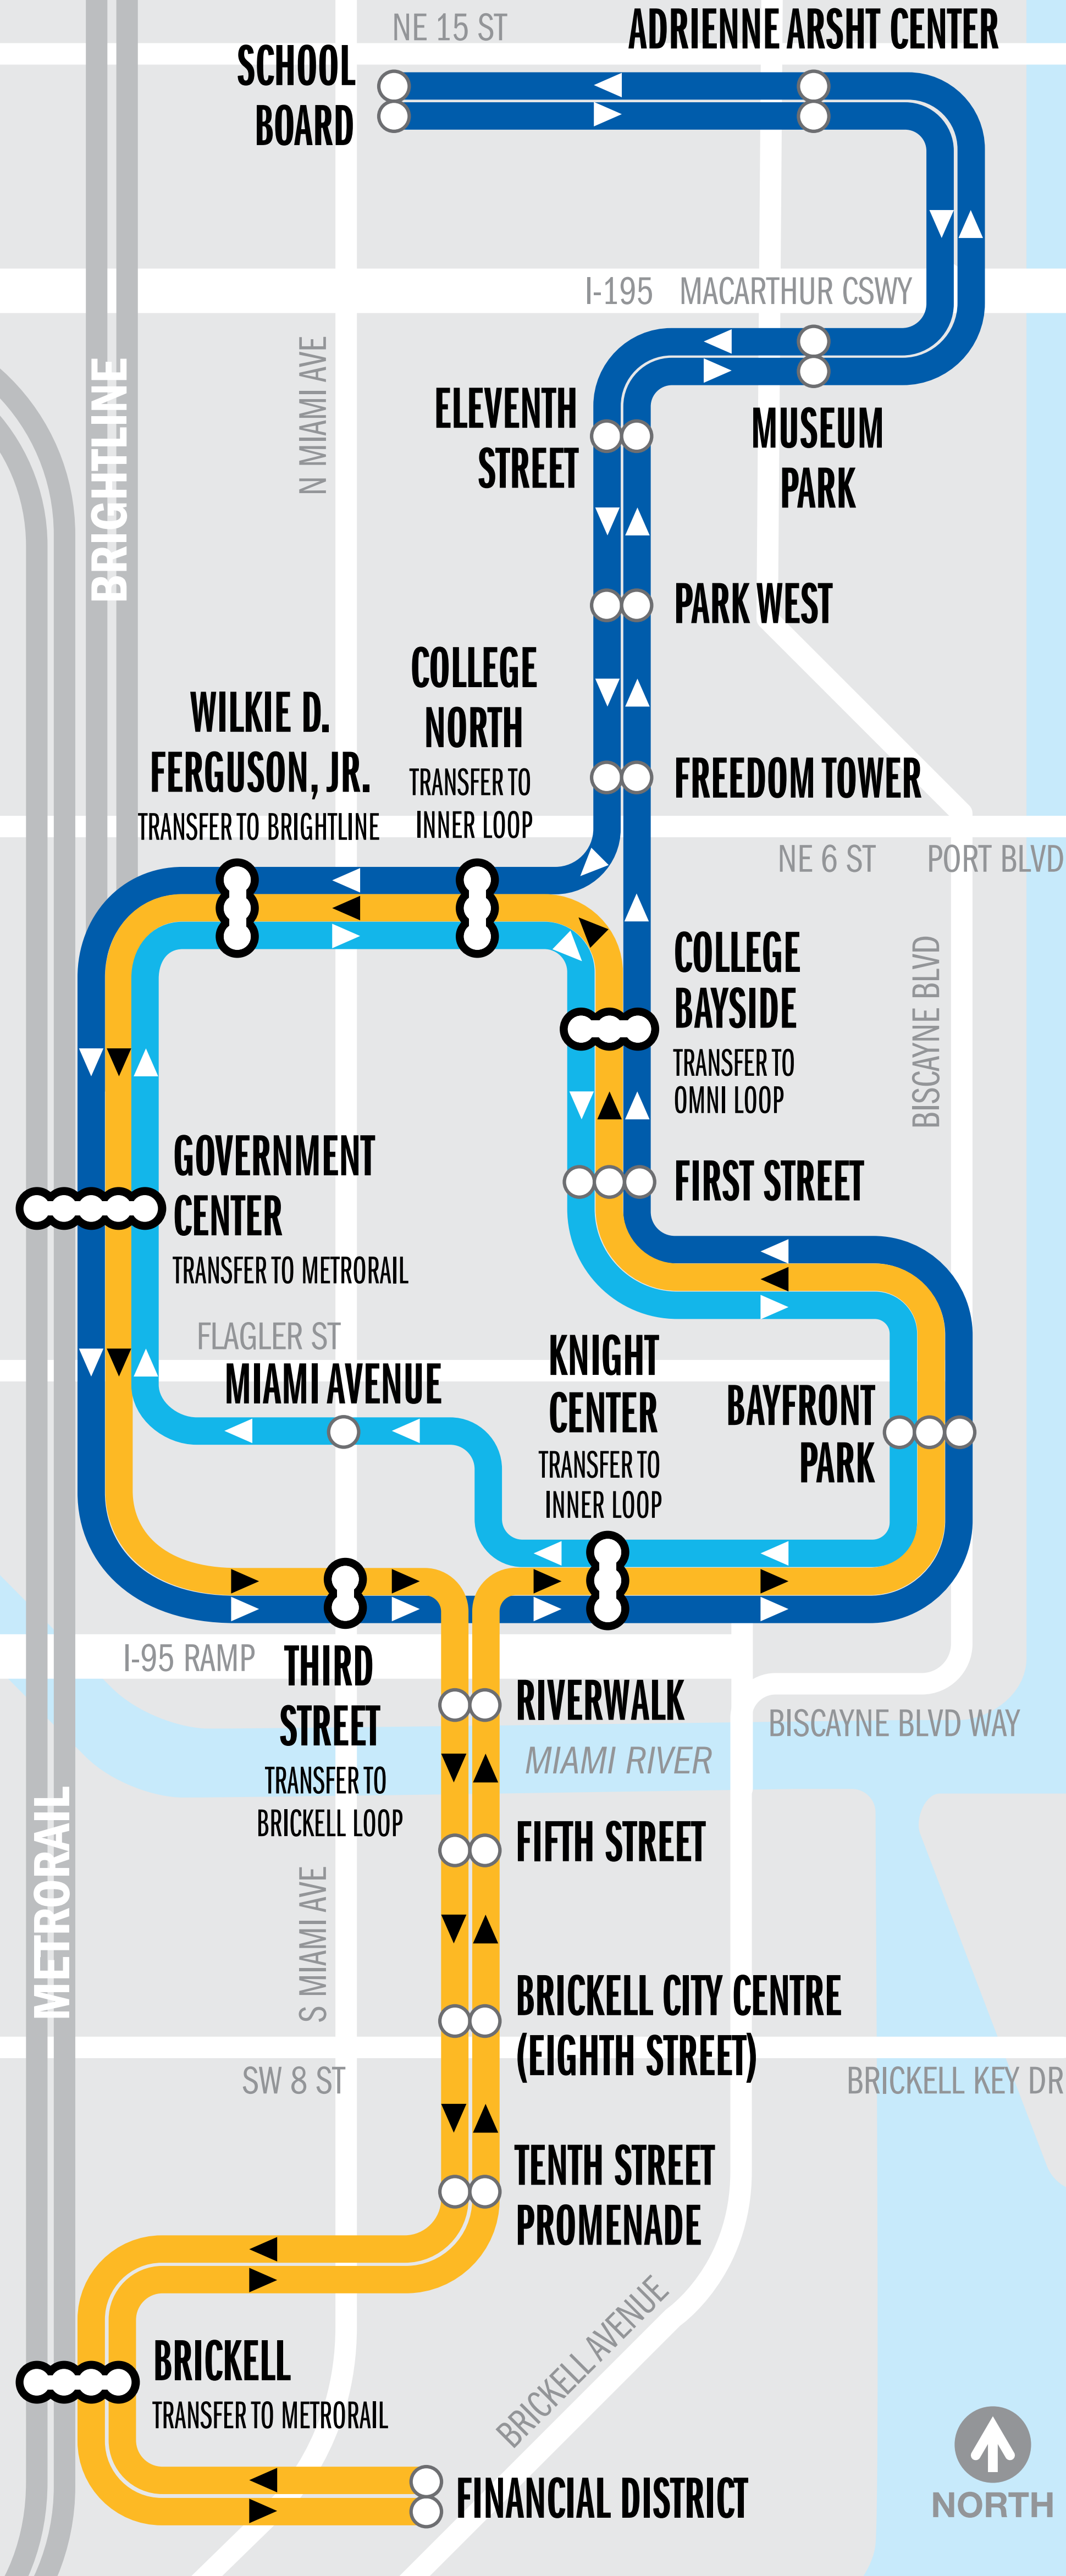 NE 15 ST
ADRIENNE ARSHT CENTER
SCHOOL
BOARD
I-195
MACARTHUR CSWY
N MIAMI AVE
BRIGHTLINE
ELEVENTH
STREET
MUSEUM
PARK
PARK WEST
COLLEGE
NORTH
TRANSFER TO
INNER LOOP
WILKIE D.
FERGUSON, JR.
TRANSFER TO BRIGHTLINE
FREEDOM TOWER
NE 6 ST
PORT BLVD
COLLEGE
BAYSIDE
TRANSFER TO
OMNI LOOP
BISCAYNE BLVD
GOVERNMENT
CENTER
TRANSFER TO METRORAIL
FIRST STREET
FLAGLER ST
MIAMI AVENUE
KNIGHT
CENTER
TRANSFER TO
INNER LOOP
BAYFRONT
PARK
I-95 RAMP
THIRD
STREET
TRANSFER TO
BRICKELL LOOP
RIVERWALK
BISCAYNE BLVD WAY
MIAMI RIVER
METRORAIL
FIFTH STREET
S MIAMI AVE
BRICKELL CITY CENTRE
(EIGHTH STREET)
SW 8 ST
BRICKELL KEY DR
TENTH STREET
PROMENADE
BRICKELL AVENUE
BRICKELL
TRANSFER TO METRORAIL
FINANCIAL DISTRICT
NORTH